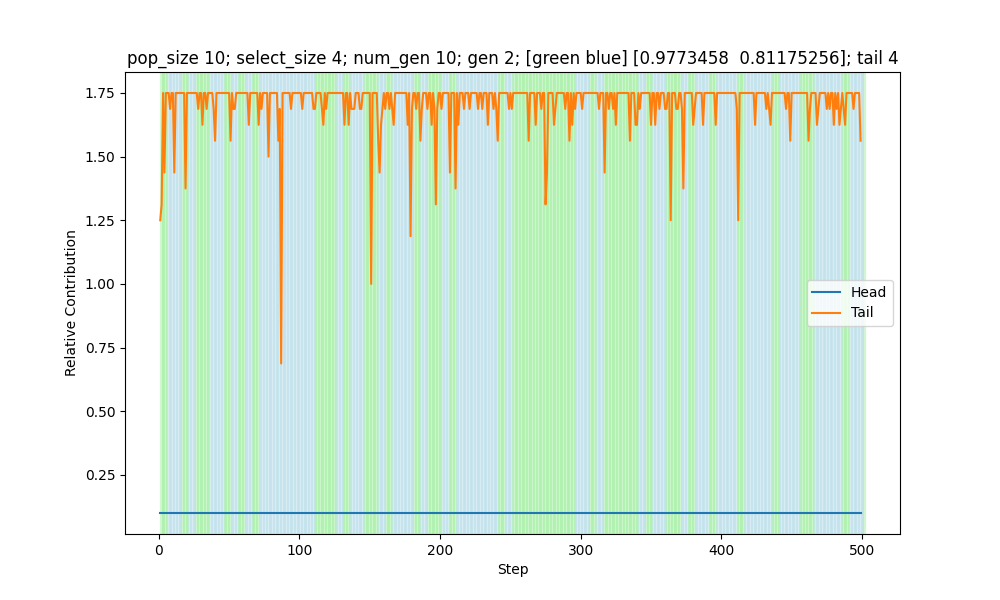 pop_size 10; select_size 4; num_gen 10; gen 2; [green blue] [0.9773458  0.81175256]; tail 4
1.75
1.50
1.25
1.00
0.75
0.50
0.25
Relative Contribution
Head
Tail
0 100 200 300 400 500
Step